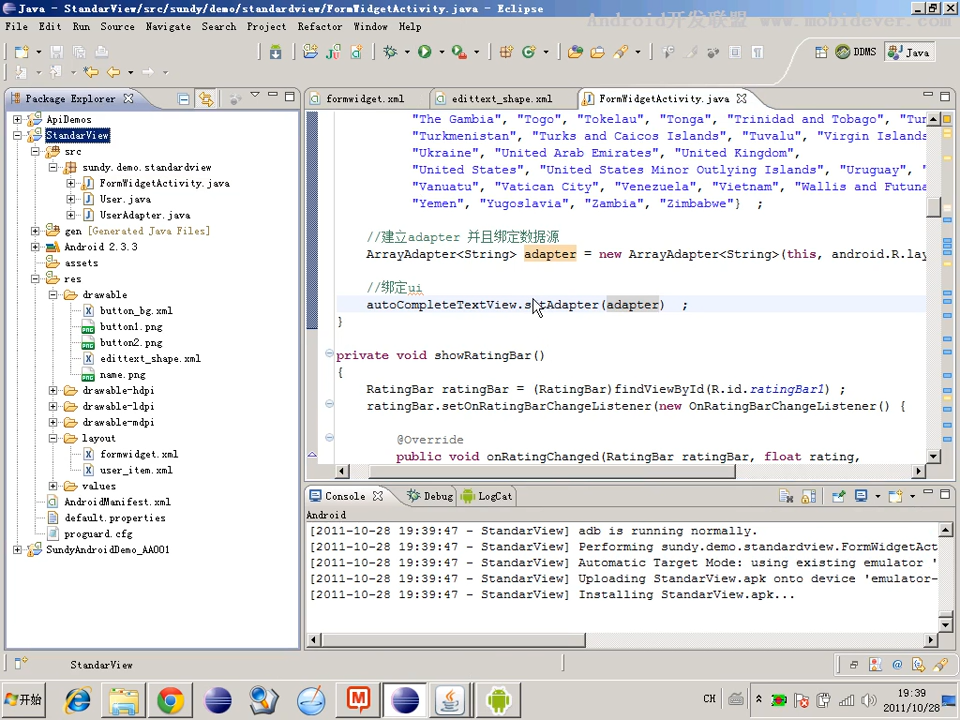 Java - StandarView/src/sundy/demo/standardview/FormWidgetActivity.java - Eclipse
Android开发联盟 www.mobidever.com
File Edit Run Source Navigate Search Project Refactor Window Help
DDMS Java
Package Explorer
formwidget.xml edittext_shape.xml FormWidgetActivity.java
ApiDemos
StandarView
src
sundy.demo.standardview
FormWidgetActivity.java
User.java
UserAdapter.java
gen [Generated Java Files]
Android 2.3.3
assets
res
drawable
button_bg.xml
button1.png
button2.png
edittext_shape.xml
name.png
drawable-hdpi
drawable-ldpi
drawable-mdpi
layout
formwidget.xml
user_item.xml
values
AndroidManifest.xml
default.properties
proguard.cfg
SundyAndroidDemo_AA001
"The Gambia", "Togo", "Tokelau", "Tonga", "Trinidad and Tobago", "Tur
"Turkmenistan", "Turks and Caicos Islands", "Tuvalu", "Virgin Islands
"Ukraine", "United Arab Emirates", "United Kingdom",
"United States", "United States Minor Outlying Islands", "Uruguay", "
"Vanuatu", "Vatican City", "Venezuela", "Vietnam", "Wallis and Futuna
"Yemen", "Yugoslavia", "Zambia", "Zimbabwe"} ;
//建立adapter 并且绑定数据源
ArrayAdapter<String> adapter = new ArrayAdapter<String>(this, android.R.lay
//绑定ui
autoCompleteTextView.setAdapter(adapter) ;
}
private void showRatingBar()
{
RatingBar ratingBar = (RatingBar)findViewById(R.id.ratingBar1) ;
ratingBar.setOnRatingBarChangeListener(new OnRatingBarChangeListener() {
@Override
public void onRatingChanged(RatingBar ratingBar, float rating,
Console Debug LogCat
Android
[2011-10-28 19:39:47 - StandarView] adb is running normally.
[2011-10-28 19:39:47 - StandarView] Performing sundy.demo.standardview.FormWidgetAct
[2011-10-28 19:39:47 - StandarView] Automatic Target Mode: using existing emulator '
[2011-10-28 19:39:47 - StandarView] Uploading StandarView.apk onto device 'emulator-
[2011-10-28 19:39:47 - StandarView] Installing StandarView.apk...
StandarView
开始
CH
19:39
2011/10/28